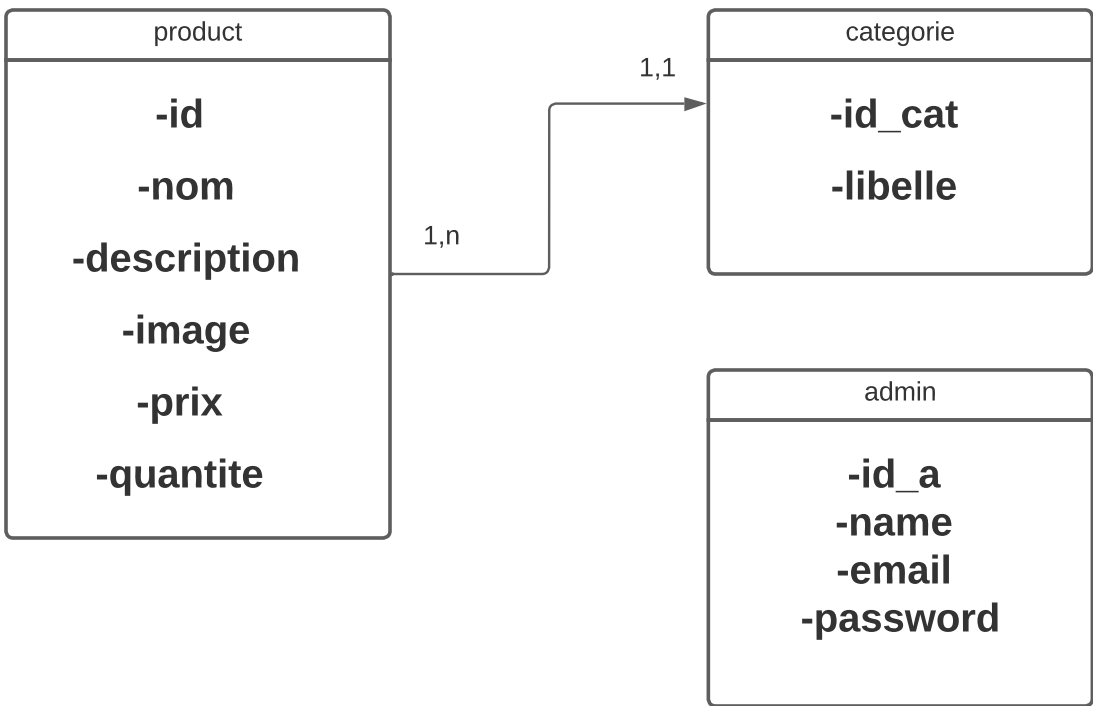 product
-id
-nom
-description
-image
-prix
-quantite
1,n
1,1
categorie
-id_cat
-libelle
admin
-id_a
-name
-email
-password